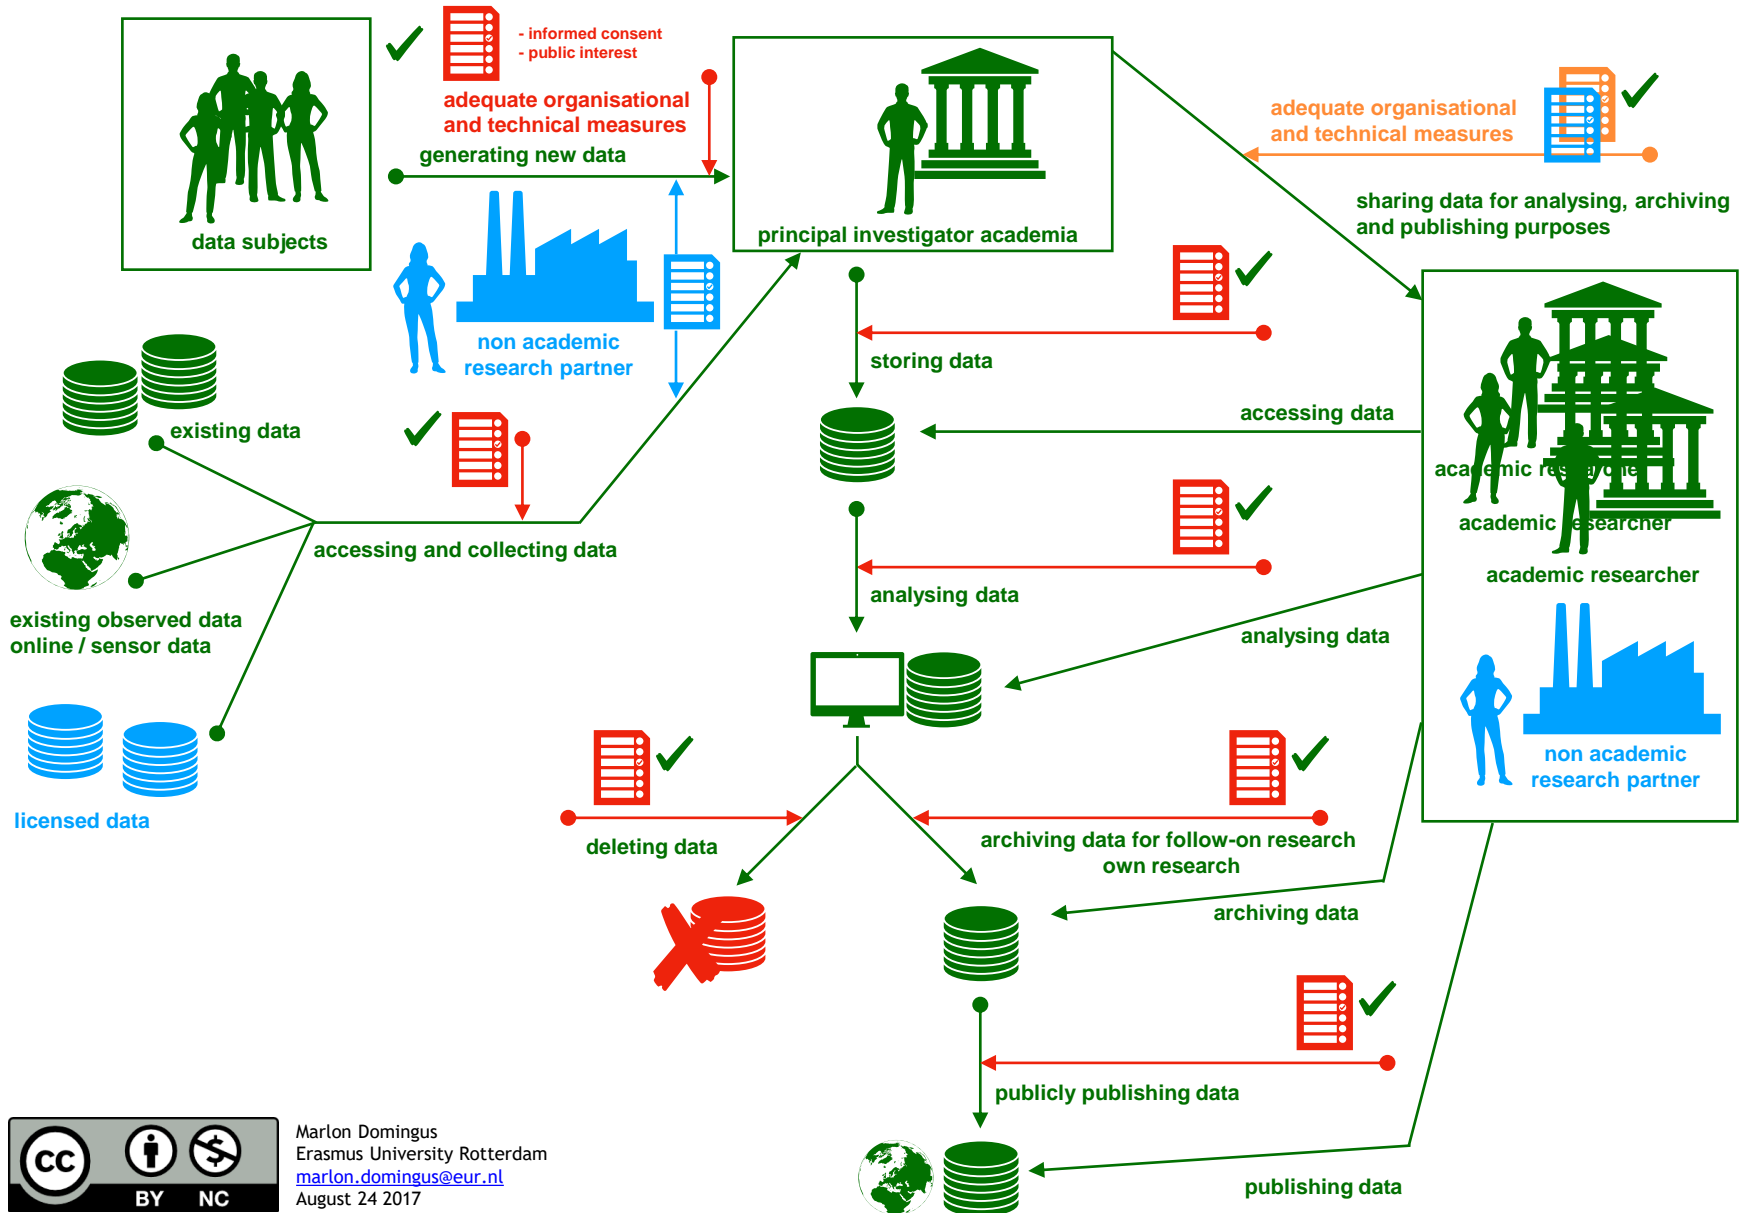 - informed consent
- public interest
adequate organisational
and technical measures
generating new data
data subjects
principal investigator academia
adequate organisational
and technical measures
sharing data for analysing, archiving
and publishing purposes
non academic
research partner
storing data
existing data
accessing data
academic researcher
academic researcher
academic researcher
accessing and collecting data
analysing data
existing observed data
online / sensor data
analysing data
non academic
research partner
licensed data
deleting data
archiving data for follow-on research
own research
archiving data
publicly publishing data
publishing data
cc
BY NC
Marlon Domingus
Erasmus University Rotterdam
marlon.domingus@eur.nl
August 24 2017